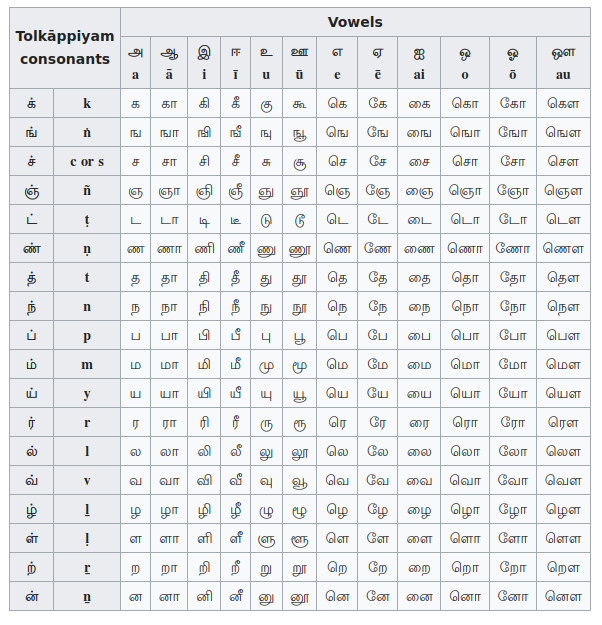 Tolkāppiyam consonants Vowels
அ ஆ இ ஈ உ ஊ எ ஏ ஐ ஒ ஓ ஔ
a ā i ī u ū e ē ai o ō au
க் k க கா கி கீ கு கூ கெ கே கை கொ கோ கௌ
ங் ṅ ங ஙா ஙி ஙீ ஙு ஙூ ஙெ ஙே ஙை ஙொ ஙோ ஙௌ
ச் c or s ச சா சி சீ சு சூ செ சே சை சொ சோ சௌ
ஞ் ñ ஞ ஞா ஞி ஞீ ஞு ஞூ ஞெ ஞே ஞை ஞொ ஞோ ஞௌ
ட் ṭ ட டா டி டீ டு டூ டெ டே டை டொ டோ டௌ
ண் ṇ ண ணா ணி ணீ ணு ணூ ணெ ணே ணை ணொ ணோ ணௌ
த் t த தா தி தீ து தூ தெ தே தை தொ தோ தௌ
ந் n ந நா நி நீ நு நூ நெ நே நை நொ நோ நௌ
ப் p ப பா பி பீ பு பூ பெ பே பை பொ போ பௌ
ம் m ம மா மி மீ மு மூ மெ மே மை மொ மோ மௌ
ய் y ய யா யி யீ யு யூ யெ யே யை யொ யோ யௌ
ர் r ர ரா ரி ரீ ரு ரூ ரெ ரே ரை ரொ ரோ ரௌ
ல் l ல லா லி லீ லு லூ லெ லே லை லொ லோ லௌ
வ் v வ வா வி வீ வு வூ வெ வே வை வொ வோ வௌ
ழ் ḻ ழ ழா ழி ழீ ழு ழூ ழெ ழே ழை ழொ ழோ ழௌ
ள் ḷ ள ளா ளி ளீ ளு ளூ ளெ ளே ளை ளொ ளோ ளௌ
ற் ṟ ற றா றி றீ று றூ றெ றே றை றொ றோ றௌ
ன் ṉ ன னா னி னீ னு னூ னெ னே னை னொ னோ னௌ